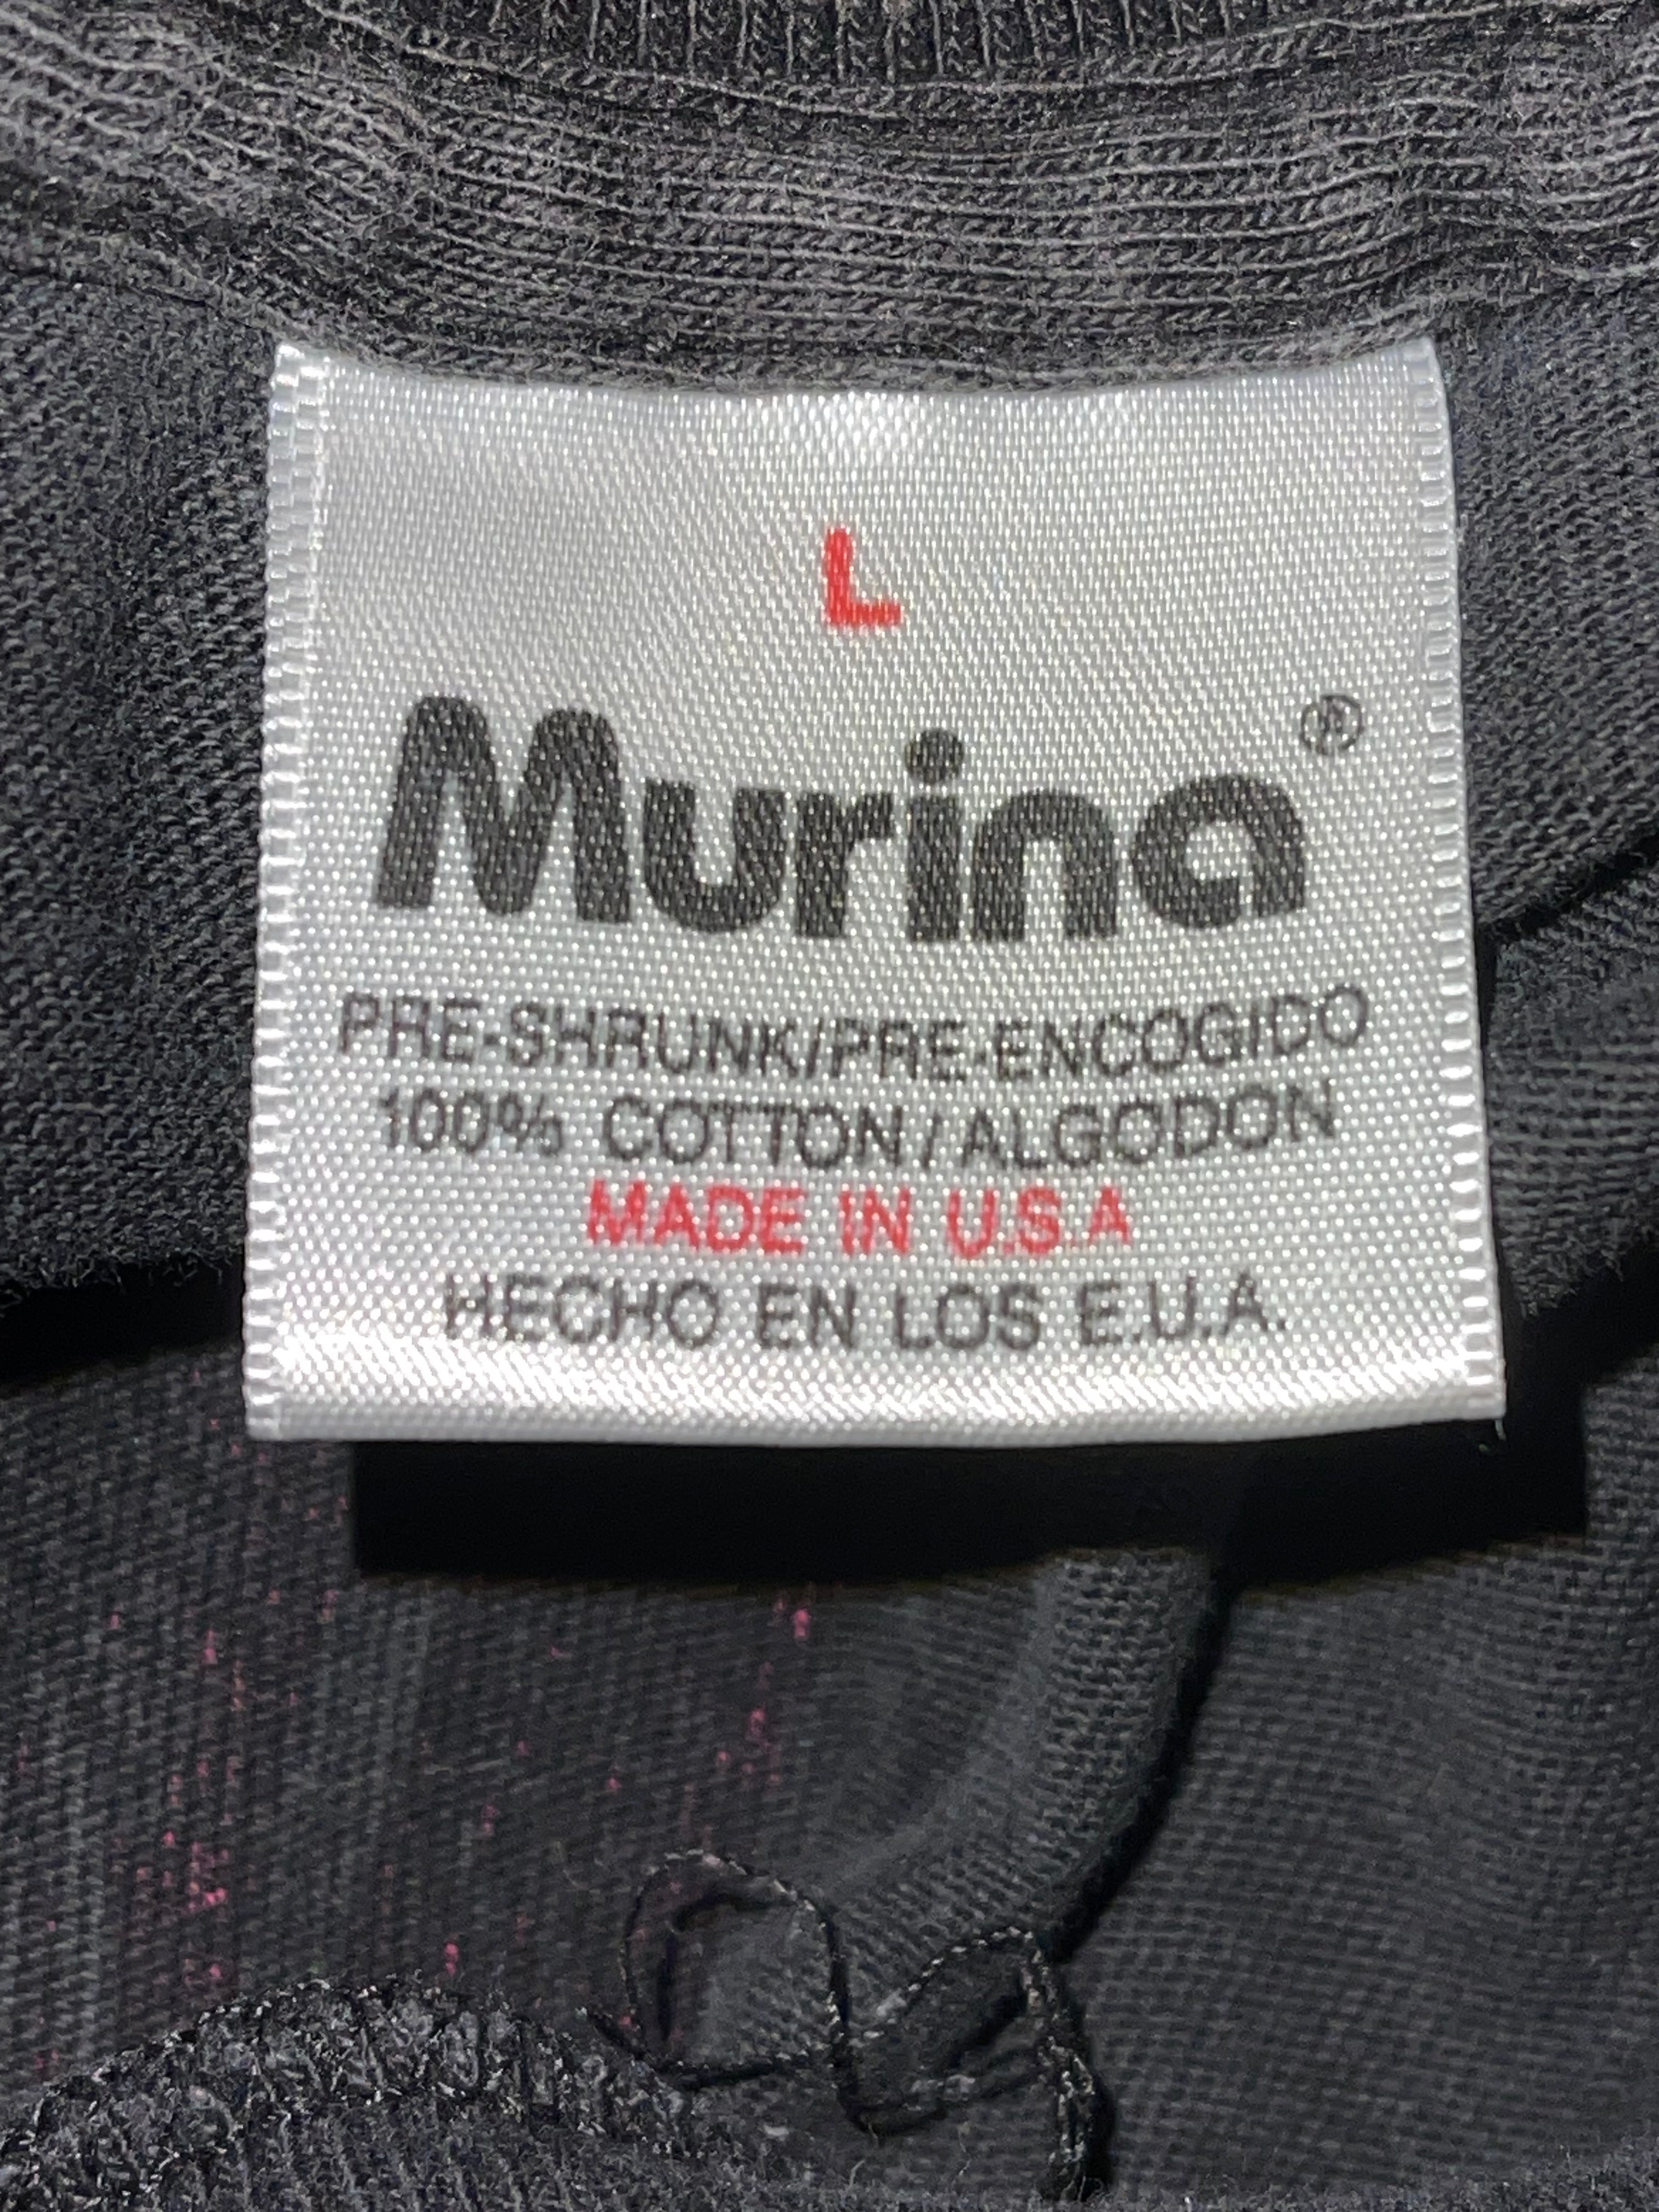 L
Murina®
PRE-SHRUNK/PRE-ENCOGIDO
100% COTTON/ALGODON
MADE IN U.S.A
HECHO EN LOS E.U.A.